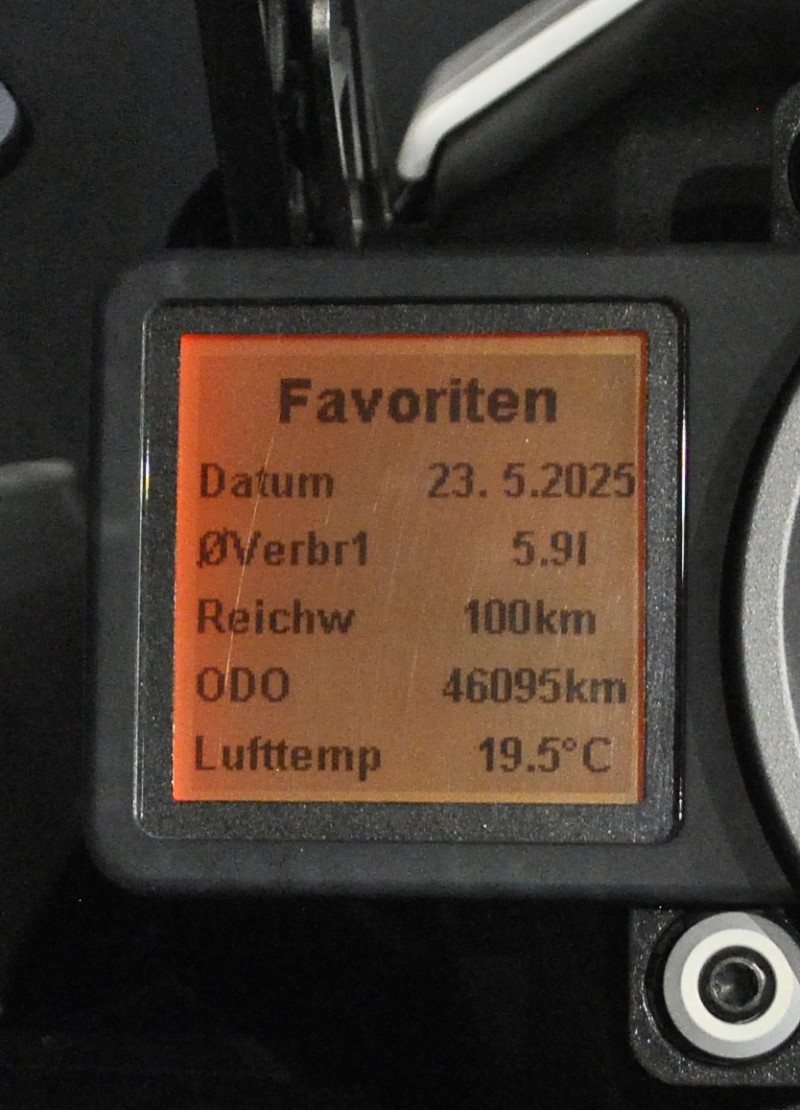 Favoriten
Datum 23. 5.2025
ØVerbr1 5.9l
Reichw 100km
ODO 46095km
Lufttemp 19.5°C